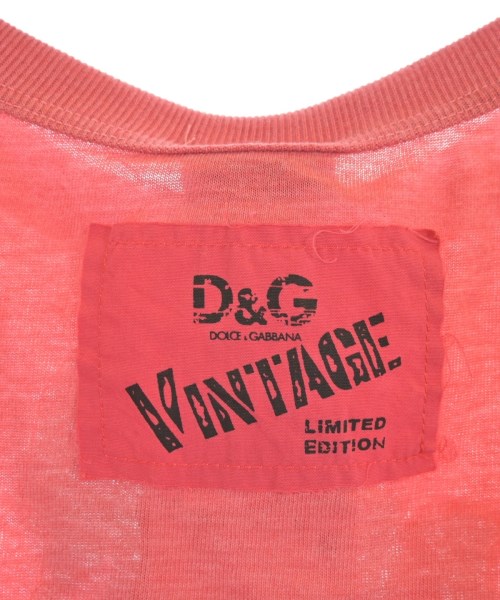 D&G
DOLCE & GABBANA
VINTAGE
LIMITED
EDITION